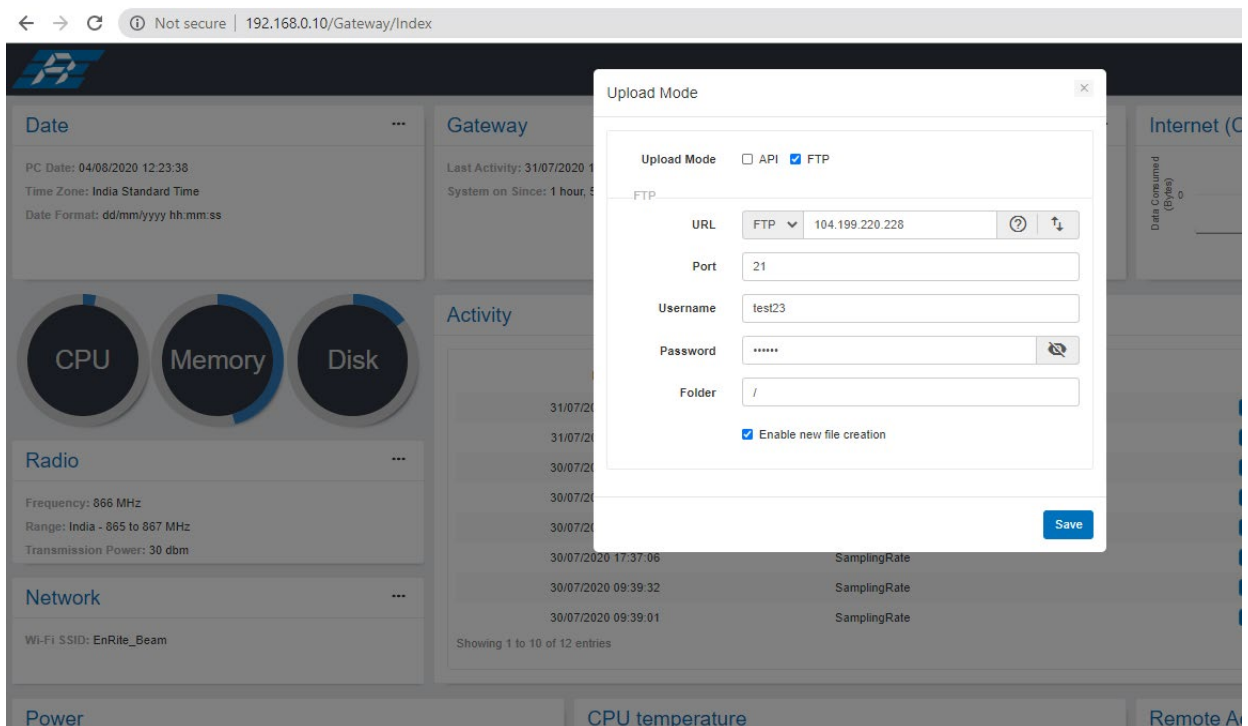 Not secure | 192.168.0.10/Gateway/Index
Upload Mode
Upload Mode API FTP
FTP
URL FTP 104.199.220.228
Port 21
Username test23
Password ••••••
Folder /
Enable new file creation
Save
Date
PC Date: 04/08/2020 12:23:38
Time Zone: India Standard Time
Date Format: dd/mm/yyyy hh:mm:ss
Gateway
Last Activity: 31/07/2020 1
System on Since: 1 hour,
Internet (C
Data Consumed
(Bytes)
0
CPU
Memory
Disk
Activity
31/07/20
31/07/20
30/07/20
30/07/20
30/07/20
30/07/2020 17:37:06 SamplingRate
30/07/2020 09:39:32 SamplingRate
30/07/2020 09:39:01 SamplingRate
Showing 1 to 10 of 12 entries
Radio
Frequency: 866 MHz
Range: India - 865 to 867 MHz
Transmission Power: 30 dbm
Network
Wi-Fi SSID: EnRite_Beam
Power
CPU temperature
Remote A